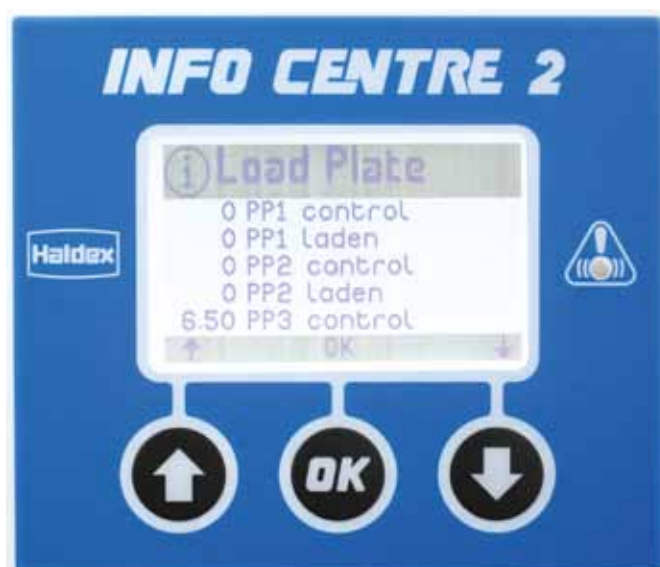 INFO CENTRE 2
i Load Plate
0 PP1 control
0 PP1 laden
Haldex
0 PP2 control
0 PP2 laden
6.50 PP3 control
OK
OK